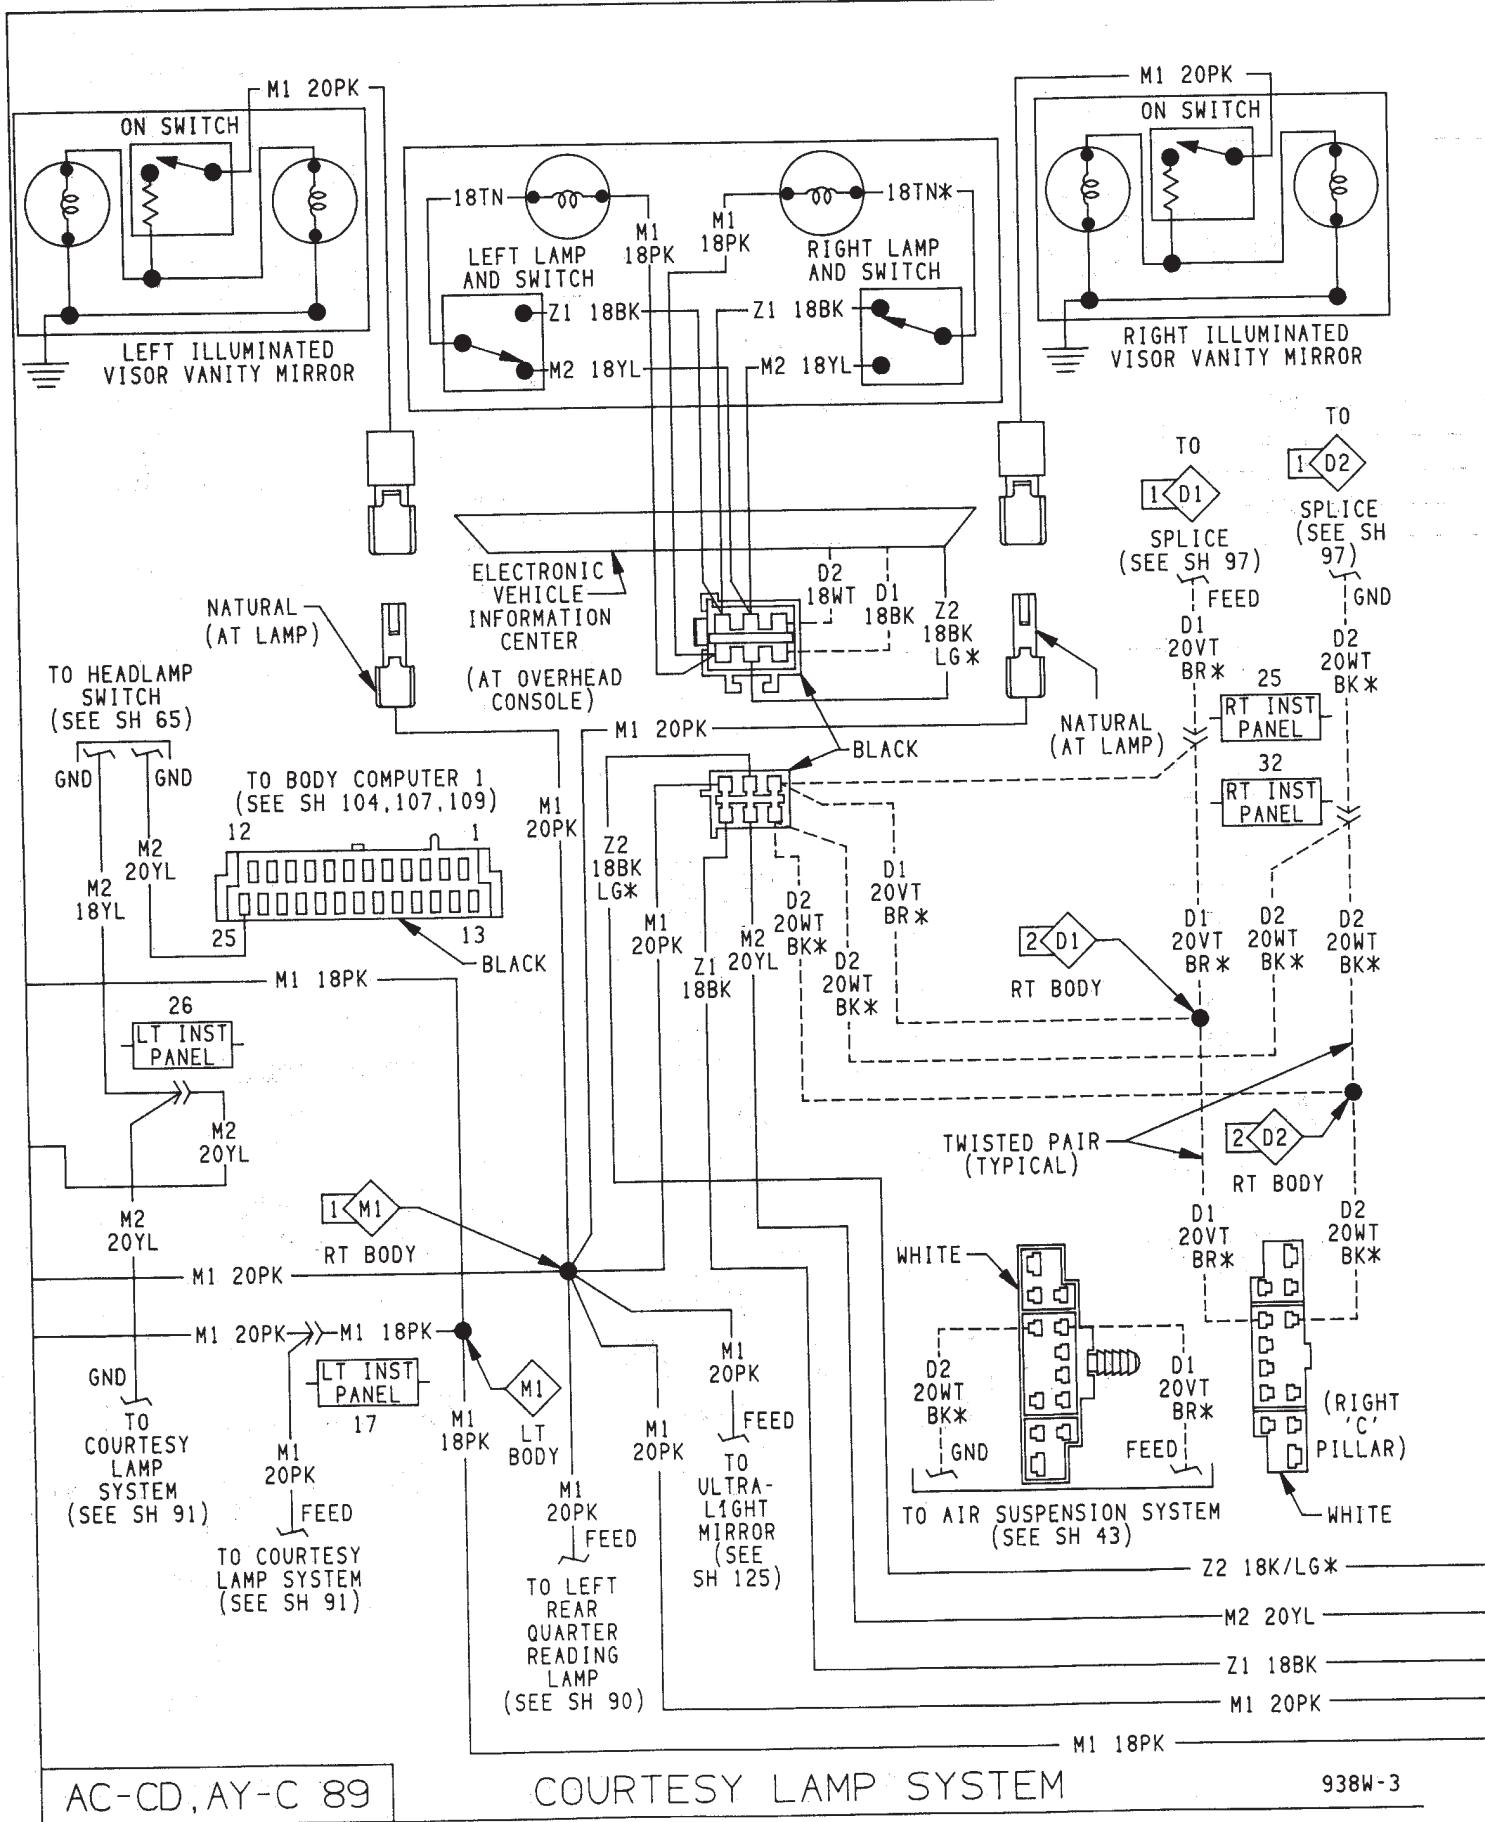 M1 20PK
ON SWITCH
LEFT ILLUMINATED
VISOR VANITY MIRROR
18TN
M1
18PK
M1
18PK
18TN*
LEFT LAMP
AND SWITCH
RIGHT LAMP
AND SWITCH
Z1 18BK
Z1 18BK
M2 18YL
M2 18YL
M1 20PK
ON SWITCH
RIGHT ILLUMINATED
VISOR VANITY MIRROR
TO
1 D1
SPLICE
(SEE SH 97)
FEED
TO
1 D2
SPLICE
(SEE SH
97)
GND
ELECTRONIC
VEHICLE
INFORMATION
CENTER
(AT OVERHEAD
CONSOLE)
D2
18WT
D1
18BK
Z2
18BK
LG*
NATURAL
(AT LAMP)
NATURAL
(AT LAMP)
D1
20VT
BR*
D2
20WT
BK*
25
RT INST
PANEL
32
RT INST
PANEL
TO HEADLAMP
SWITCH
(SEE SH 65)
GND
GND
M1 20PK
BLACK
TO BODY COMPUTER 1
(SEE SH 104,107,109)
12
1
25
13
BLACK
M2
20YL
M2
18YL
M1
20PK
Z2
18BK
LG*
M1
20PK
Z1
18BK
M2
20YL
D2
20WT
BK*
D2
20WT
BK*
D1
20VT
BR*
D1
20VT
BR*
D2
20WT
BK*
D2
20WT
BK*
2 D1
RT BODY
M1 18PK
26
LT INST
PANEL
M2
20YL
TWISTED PAIR
(TYPICAL)
2 D2
RT BODY
M2
20YL
1 M1
RT BODY
D1
20VT
BR*
D2
20WT
BK*
M1 20PK
WHITE
M1 20PK
M1 18PK
LT INST
PANEL
17
M1
LT
BODY
GND
TO
COURTESY
LAMP
SYSTEM
(SEE SH 91)
M1
20PK
FEED
TO COURTESY
LAMP SYSTEM
(SEE SH 91)
M1
18PK
M1
20PK
FEED
TO LEFT
REAR
QUARTER
READING
LAMP
(SEE SH 90)
M1
20PK
M1
20PK
FEED
TO
ULTRA-
LIGHT
MIRROR
(SEE
SH 125)
D2
20WT
BK*
GND
D1
20VT
BR*
FEED
TO AIR SUSPENSION SYSTEM
(SEE SH 43)
(RIGHT
'C'
PILLAR)
WHITE
Z2 18K/LG*
M2 20YL
Z1 18BK
M1 20PK
M1 18PK
AC-CD, AY-C 89
COURTESY LAMP SYSTEM
938W-3